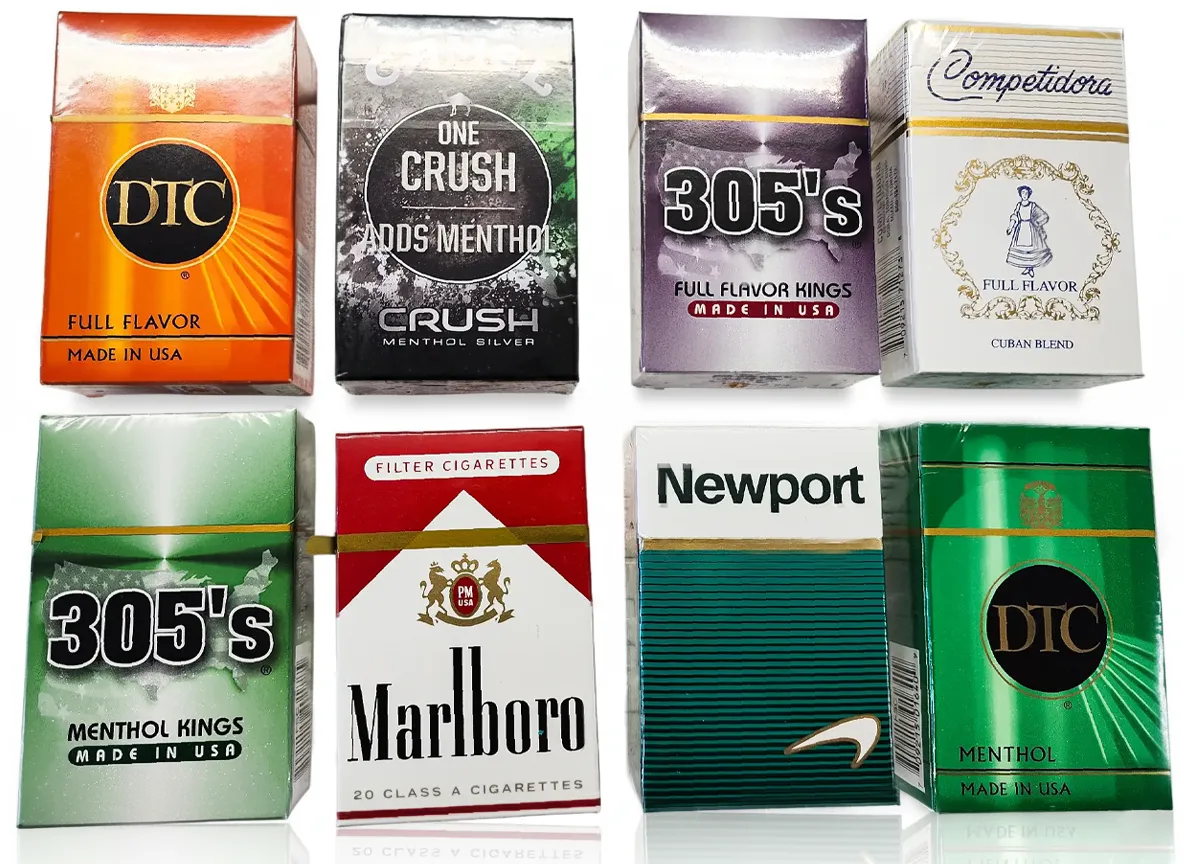 DTC
®
FULL FLAVOR
MADE IN USA
CAMEL
ONE
CRUSH
ADDS MENTHOL
CRUSH
MENTHOL SILVER
305's
®
FULL FLAVOR KINGS
MADE IN USA
Competidora
FULL FLAVOR
CUBAN BLEND
305's
®
MENTHOL KINGS
MADE IN USA
FILTER CIGARETTES
PM
USA
Marlboro
20 CLASS A CIGARETTES
Newport
DTC
®
MENTHOL
MADE IN USA